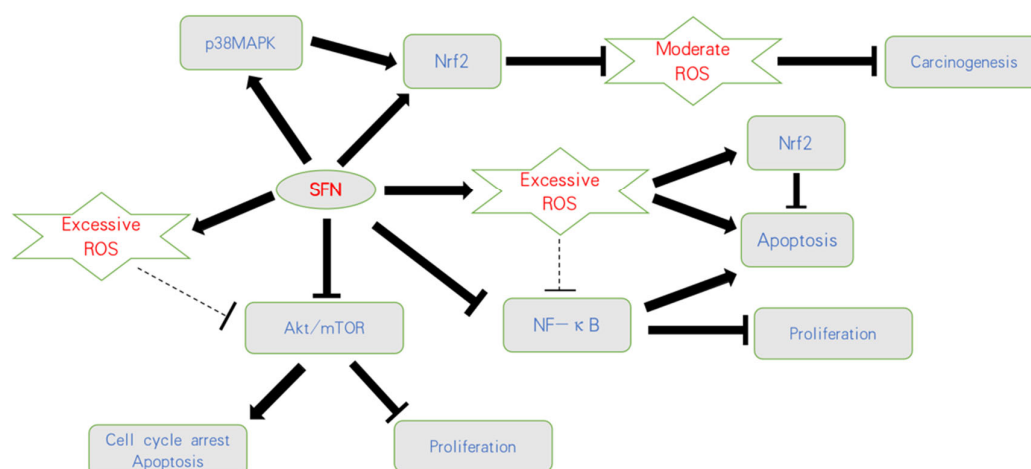 p38MAPK
Nrf2
Moderate
ROS
Carcinogenesis
Nrf2
SFN
Excessive
ROS
Excessive
ROS
Apoptosis
Akt/mTOR
NF－κB
Proliferation
Cell cycle arrest
Apoptosis
Proliferation